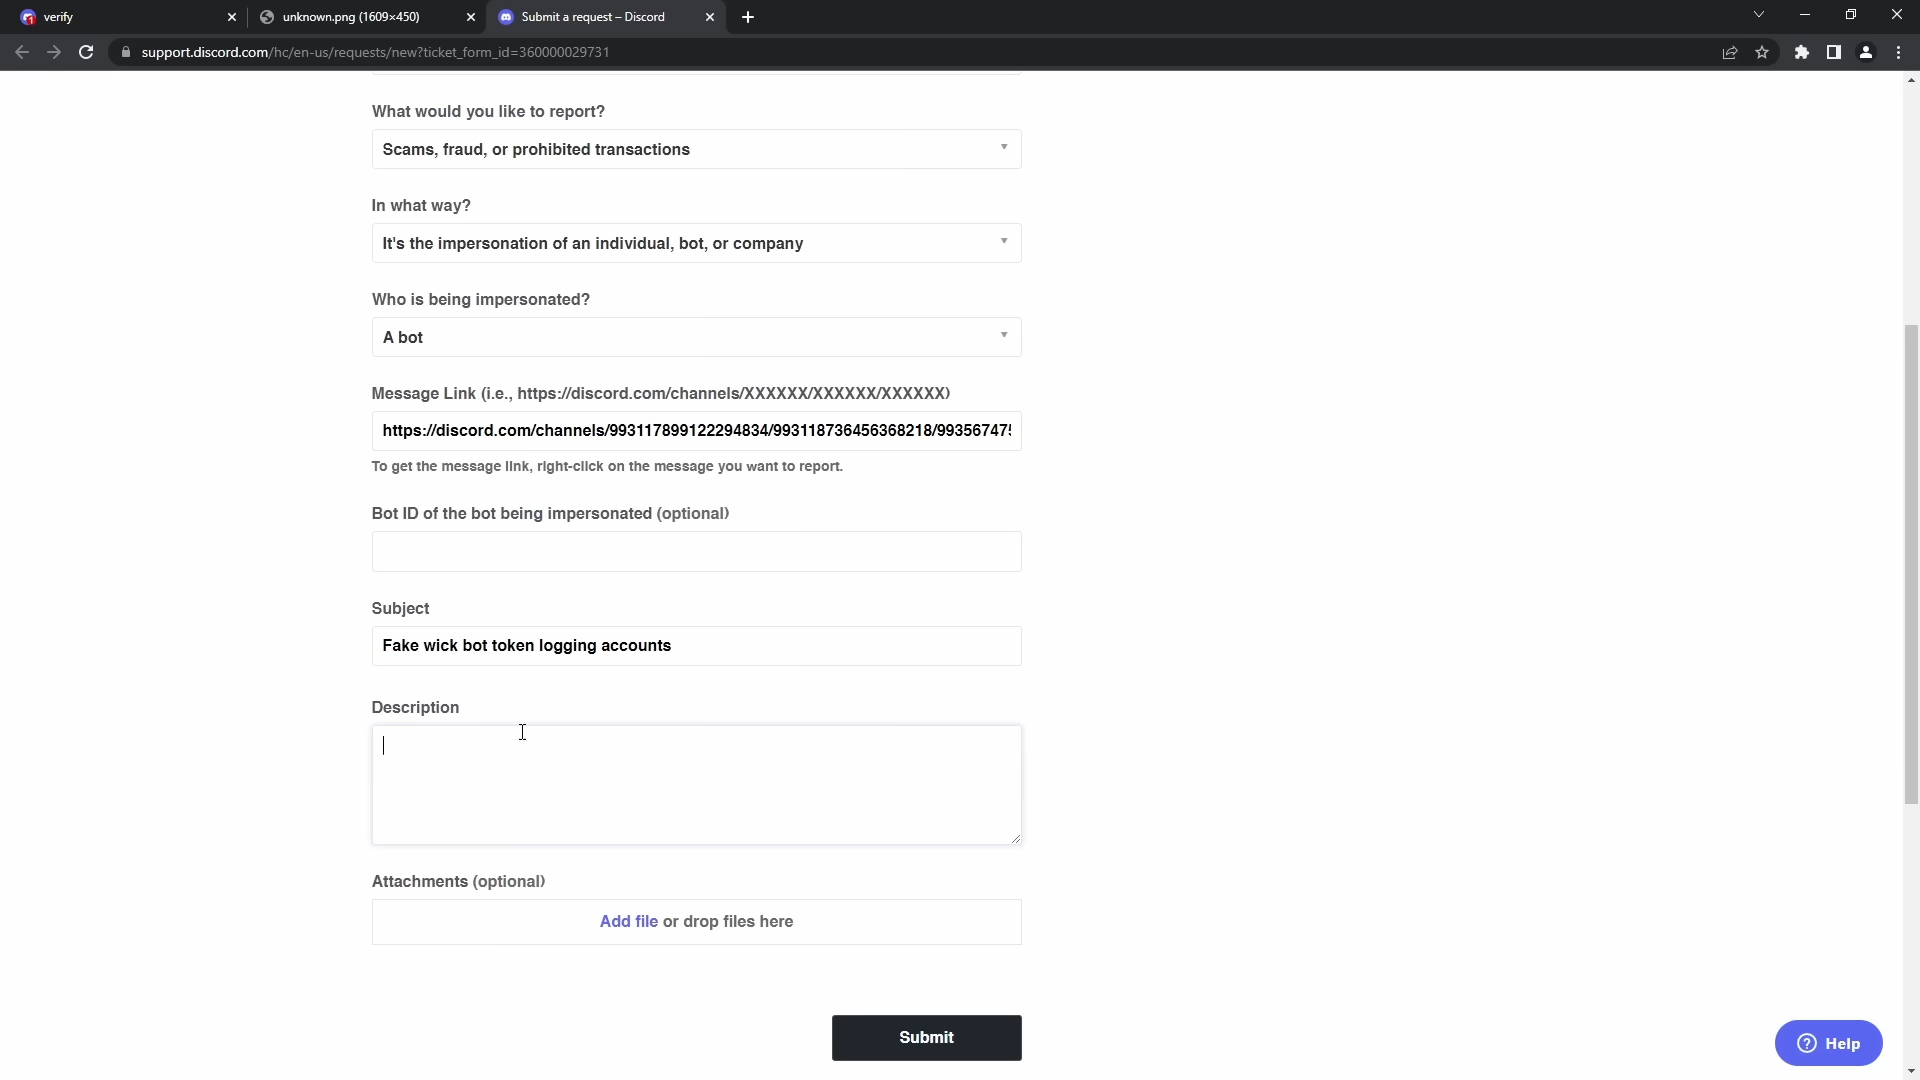 verify
unknown.png (1609×450)
Submit a request – Discord
support.discord.com/hc/en-us/requests/new?ticket_form_id=360000029731
What would you like to report?
Scams, fraud, or prohibited transactions
In what way?
It's the impersonation of an individual, bot, or company
Who is being impersonated?
A bot
Message Link (i.e., https://discord.com/channels/XXXXXX/XXXXXX/XXXXXX)
https://discord.com/channels/993117899122294834/993118736456368218/99356747
To get the message link, right-click on the message you want to report.
Bot ID of the bot being impersonated (optional)
Subject
Fake wick bot token logging accounts
Description
Attachments (optional)
Add file or drop files here
Submit
Help